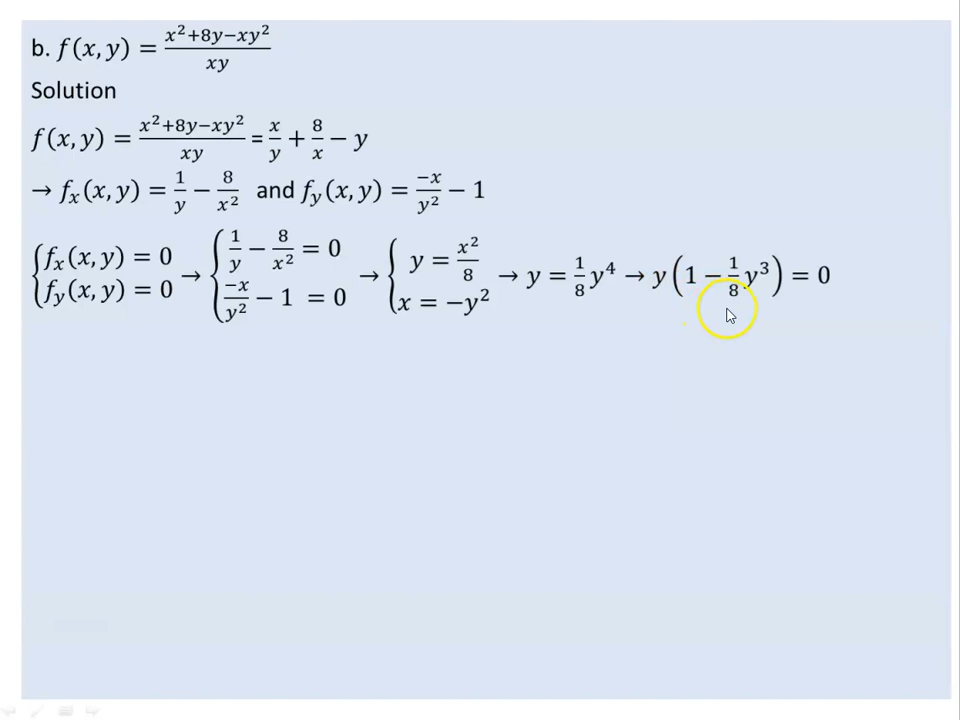 b. f(x, y) = (x²+8y−xy²)/(xy)
Solution
f(x, y) = (x²+8y−xy²)/(xy) = x/y + 8/x − y
→ fₓ(x, y) = 1/y − 8/x² and f_y(x, y) = −x/y² − 1
{fₓ(x, y) = 0, f_y(x, y) = 0 → {1/y − 8/x² = 0, −x/y² − 1 = 0 → {y = x²/8, x = −y² → y = 1/8 y⁴ → y(1 − 1/8 y³) = 0